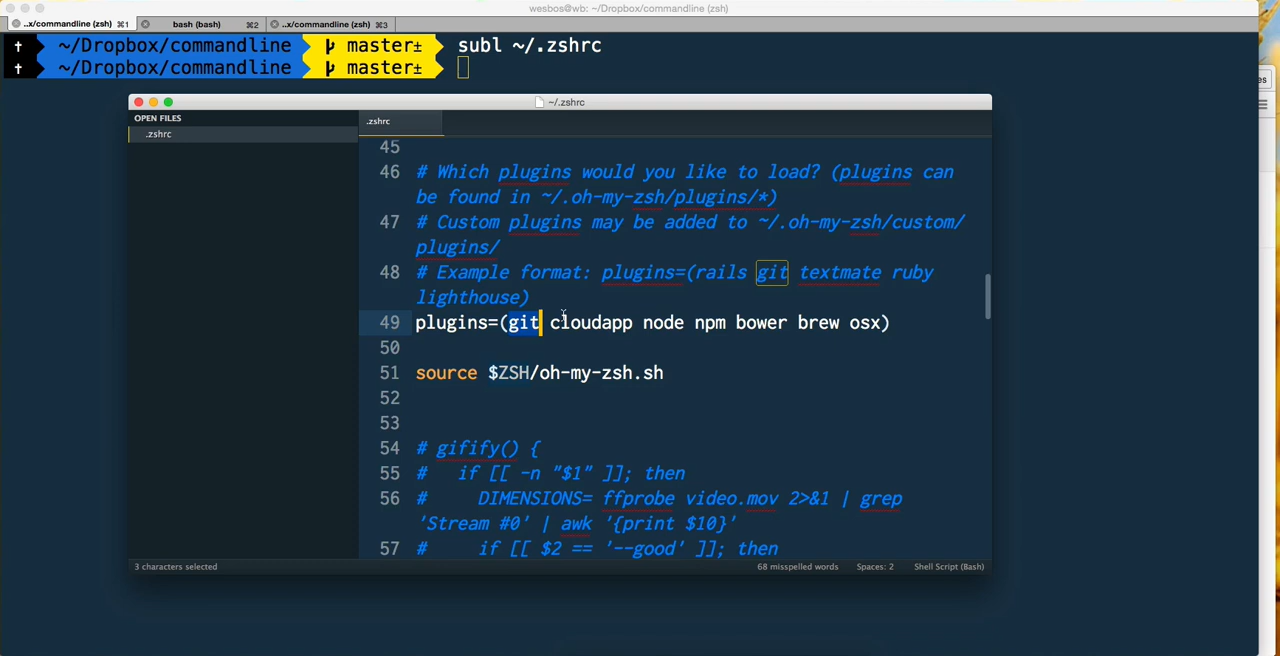 wesbos@wb: ~/Dropbox/commandline (zsh)
..x/commandline (zsh) ⌘1 bash (bash) ⌘2 ..x/commandline (zsh) ⌘3
~/Dropbox/commandline master± subl ~/.zshrc
~/Dropbox/commandline master±
es
~/.zshrc
OPEN FILES
.zshrc
.zshrc
45
46 # Which plugins would you like to load? (plugins can
be found in ~/.oh-my-zsh/plugins/*)
47 # Custom plugins may be added to ~/.oh-my-zsh/custom/
plugins/
48 # Example format: plugins=(rails git textmate ruby
lighthouse)
49 plugins=(git cloudapp node npm bower brew osx)
50
51 source $ZSH/oh-my-zsh.sh
52
53
54 # gifify() {
55 # if [[ -n "$1" ]]; then
56 # DIMENSIONS= ffprobe video.mov 2>&1 | grep
'Stream #0' | awk '{print $10}'
57 # if [[ $2 == '--good' ]]; then
3 characters selected
68 misspelled words Spaces: 2 Shell Script (Bash)